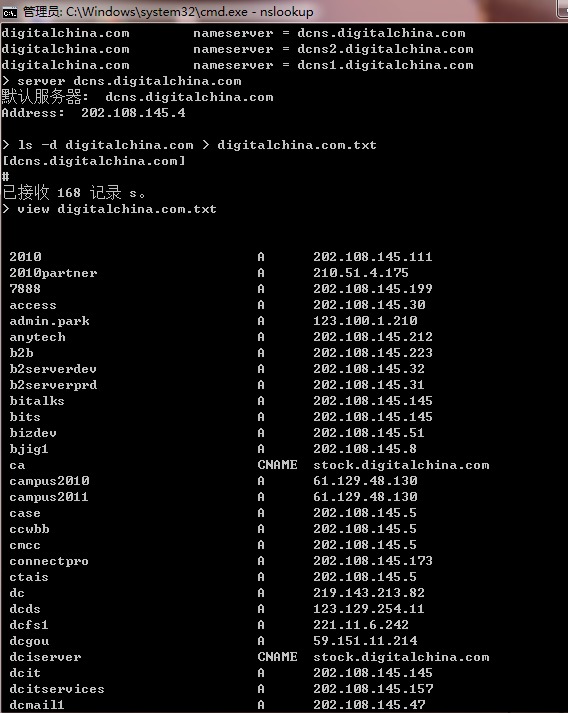 管理员: C:\Windows\system32\cmd.exe - nslookup
digitalchina.com nameserver = dcns.digitalchina.com
digitalchina.com nameserver = dcns2.digitalchina.com
digitalchina.com nameserver = dcns1.digitalchina.com
> server dcns.digitalchina.com
默认服务器: dcns.digitalchina.com
Address: 202.108.145.4
> ls -d digitalchina.com > digitalchina.com.txt
[dcns.digitalchina.com]
#
已接收 168 记录 s。
> view digitalchina.com.txt
2010 A 202.108.145.111
2010partner A 210.51.4.175
7888 A 202.108.145.199
access A 202.108.145.30
admin.park A 123.100.1.210
anytech A 202.108.145.212
b2b A 202.108.145.223
b2serverdev A 202.108.145.32
b2serverprd A 202.108.145.31
bitalks A 202.108.145.145
bits A 202.108.145.145
bizdev A 202.108.145.51
bjig1 A 202.108.145.8
ca CNAME stock.digitalchina.com
campus2010 A 61.129.48.130
campus2011 A 61.129.48.130
case A 202.108.145.5
ccwbb A 202.108.145.5
cmcc A 202.108.145.5
connectpro A 202.108.145.173
ctais A 202.108.145.5
dc A 219.143.213.82
dcds A 123.129.254.11
dcfs1 A 221.11.6.242
dcgou A 59.151.11.214
dciserver CNAME stock.digitalchina.com
dcit A 202.108.145.145
dcitservices A 202.108.145.157
dcmail1 A 202.108.145.47